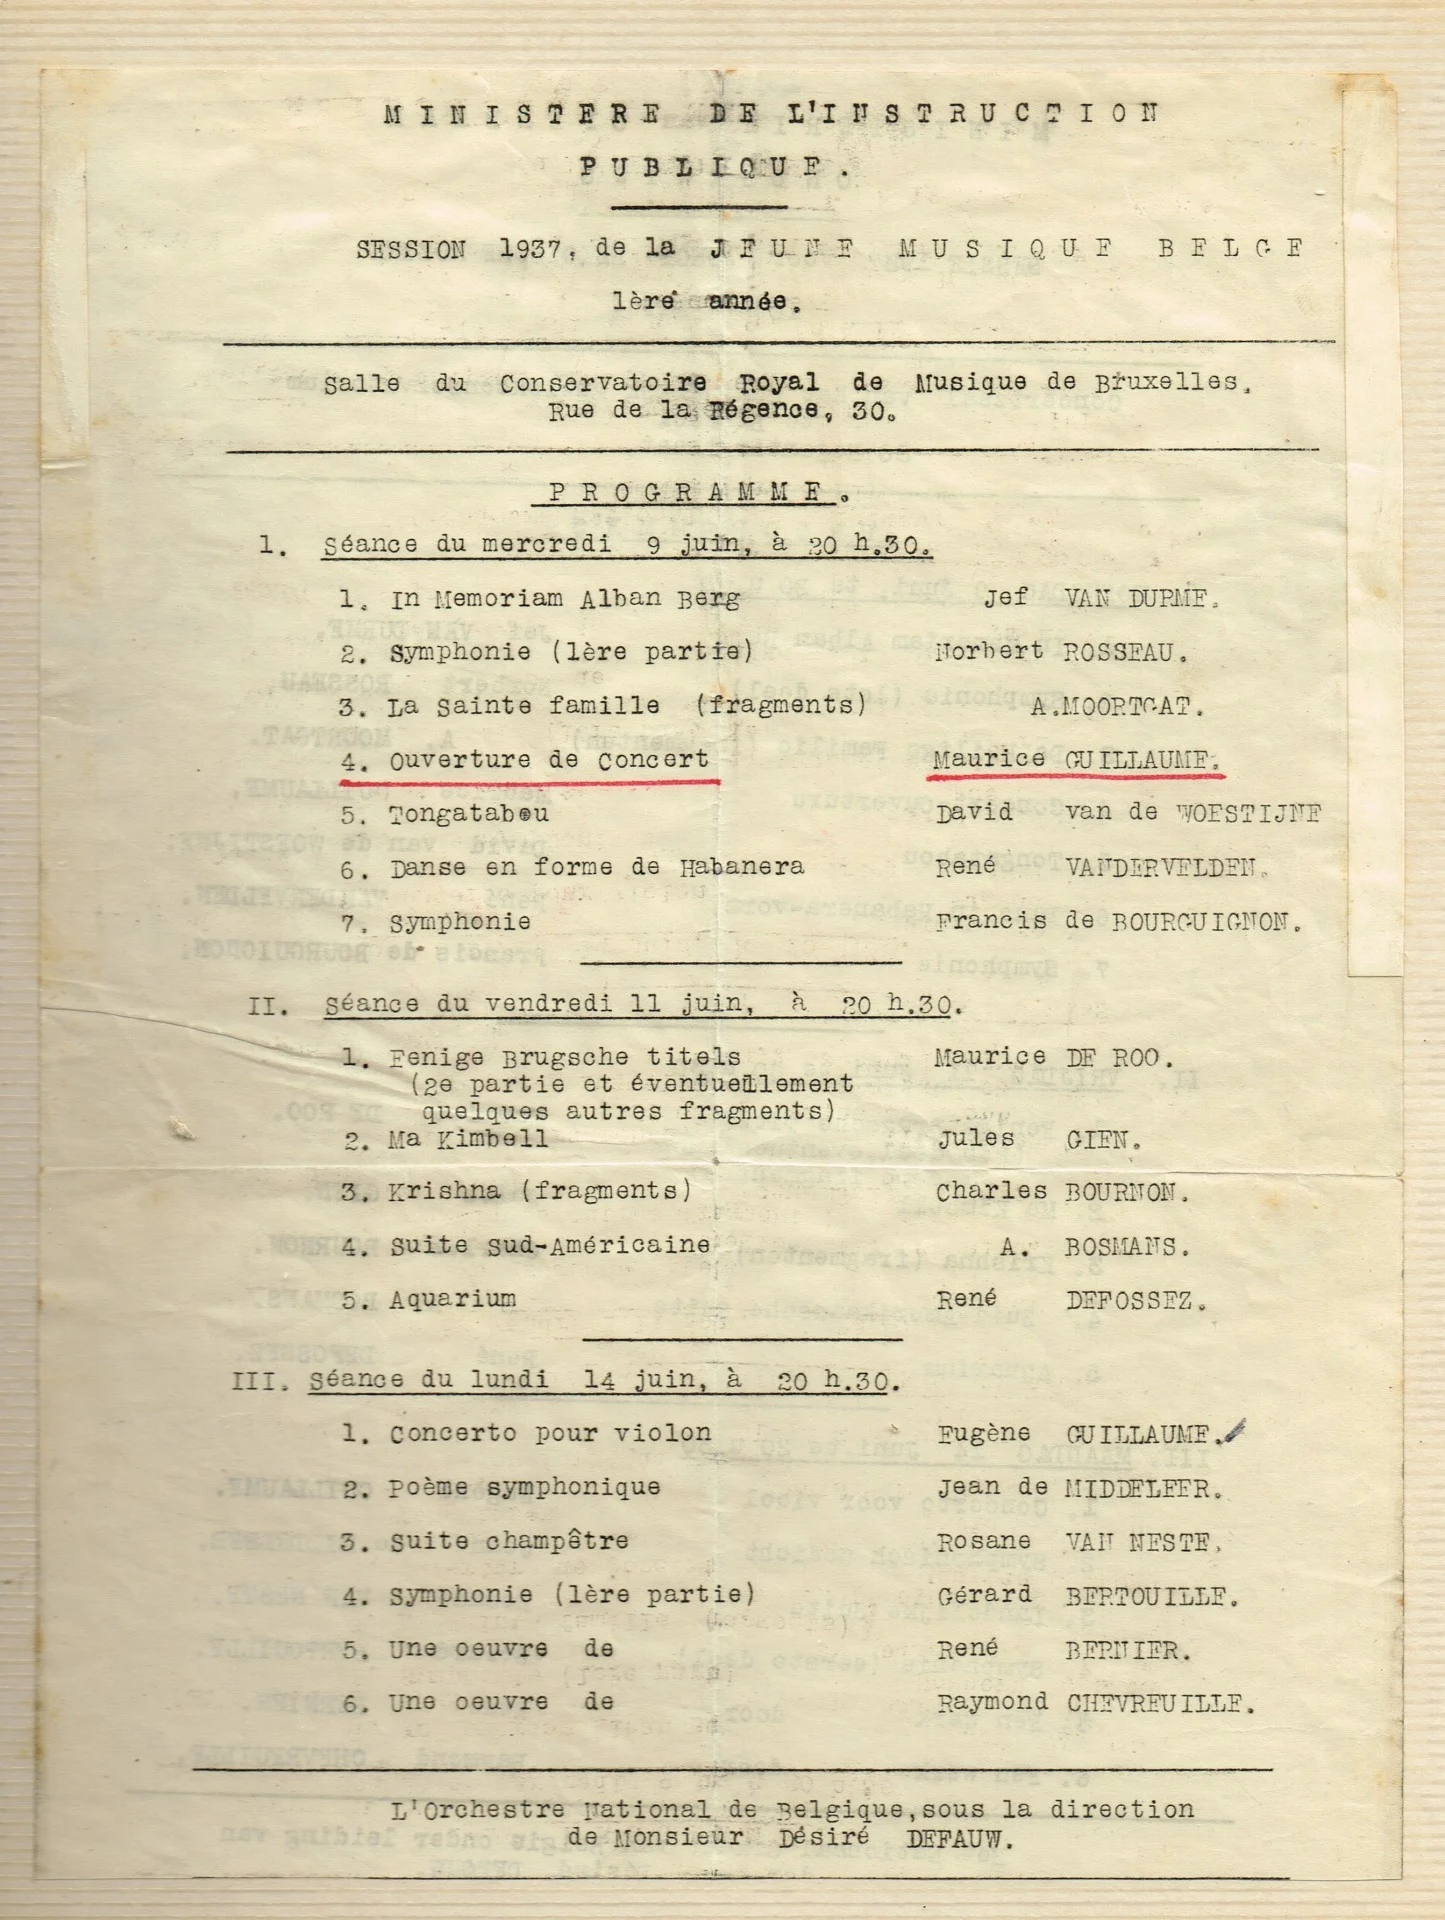 MINISTERE DE L'INSTRUCTION
PUBLIQUE.
SESSION 1937, de la JEUNE MUSIQUE BELGE
1ère année.
Salle du Conservatoire Royal de Musique de Bruxelles,
Rue de la Régence, 30.
PROGRAMME.
1. Séance du mercredi 9 juin, à 20 h.30.
1. In Memoriam Alban Berg Jef VAN DURME.
2. Symphonie (1ère partie) Norbert ROSSEAU.
3. La Sainte famille (fragments) A.MOORTGAT.
4. Ouverture de Concert Maurice GUILLAUME.
5. Tongatabou David van de WOESTIJNE
6. Danse en forme de Habanera René VANDERVELDEN.
7. Symphonie Francis de BOURGUIGNON.
II. Séance du vendredi 11 juin, à 20 h.30.
1. Eenige Brugsche titels Maurice DE ROO.
(2e partie et éventuellement
quelques autres fragments)
2. Ma Kimbell Jules GIEN.
3. Krishna (fragments) Charles BOURNON.
4. Suite Sud-Américaine A. BOSMANS.
5. Aquarium René DEFOSSEZ.
III. Séance du lundi 14 juin, à 20 h.30.
1. Concerto pour violon Eugène GUILLAUME.
2. Poème symphonique Jean de MIDDELEER.
3. Suite champêtre Rosane VAN NESTE.
4. Symphonie (1ère partie) Gérard BERTOUILLE.
5. Une oeuvre de René BERNIER.
6. Une oeuvre de Raymond CHEVREUILLE.
L'Orchestre National de Belgique,sous la direction
de Monsieur Désiré DEFAUW.